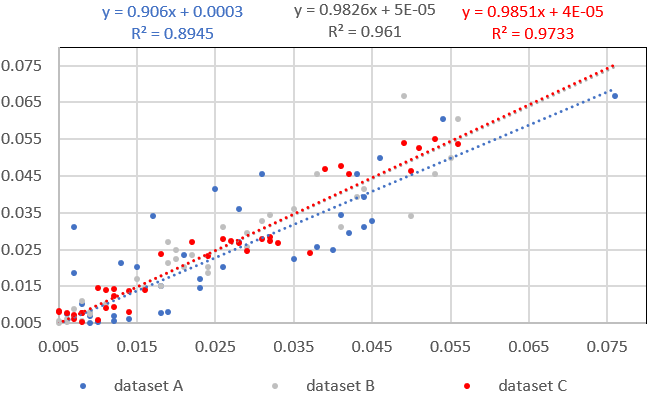 y = 0.906x + 0.0003
R² = 0.8945
y = 0.9826x + 5E-05
R² = 0.961
y = 0.9851x + 4E-05
R² = 0.9733
0.075
0.065
0.055
0.045
0.035
0.025
0.015
0.005
0.005 0.015 0.025 0.035 0.045 0.055 0.065 0.075
dataset A dataset B dataset C